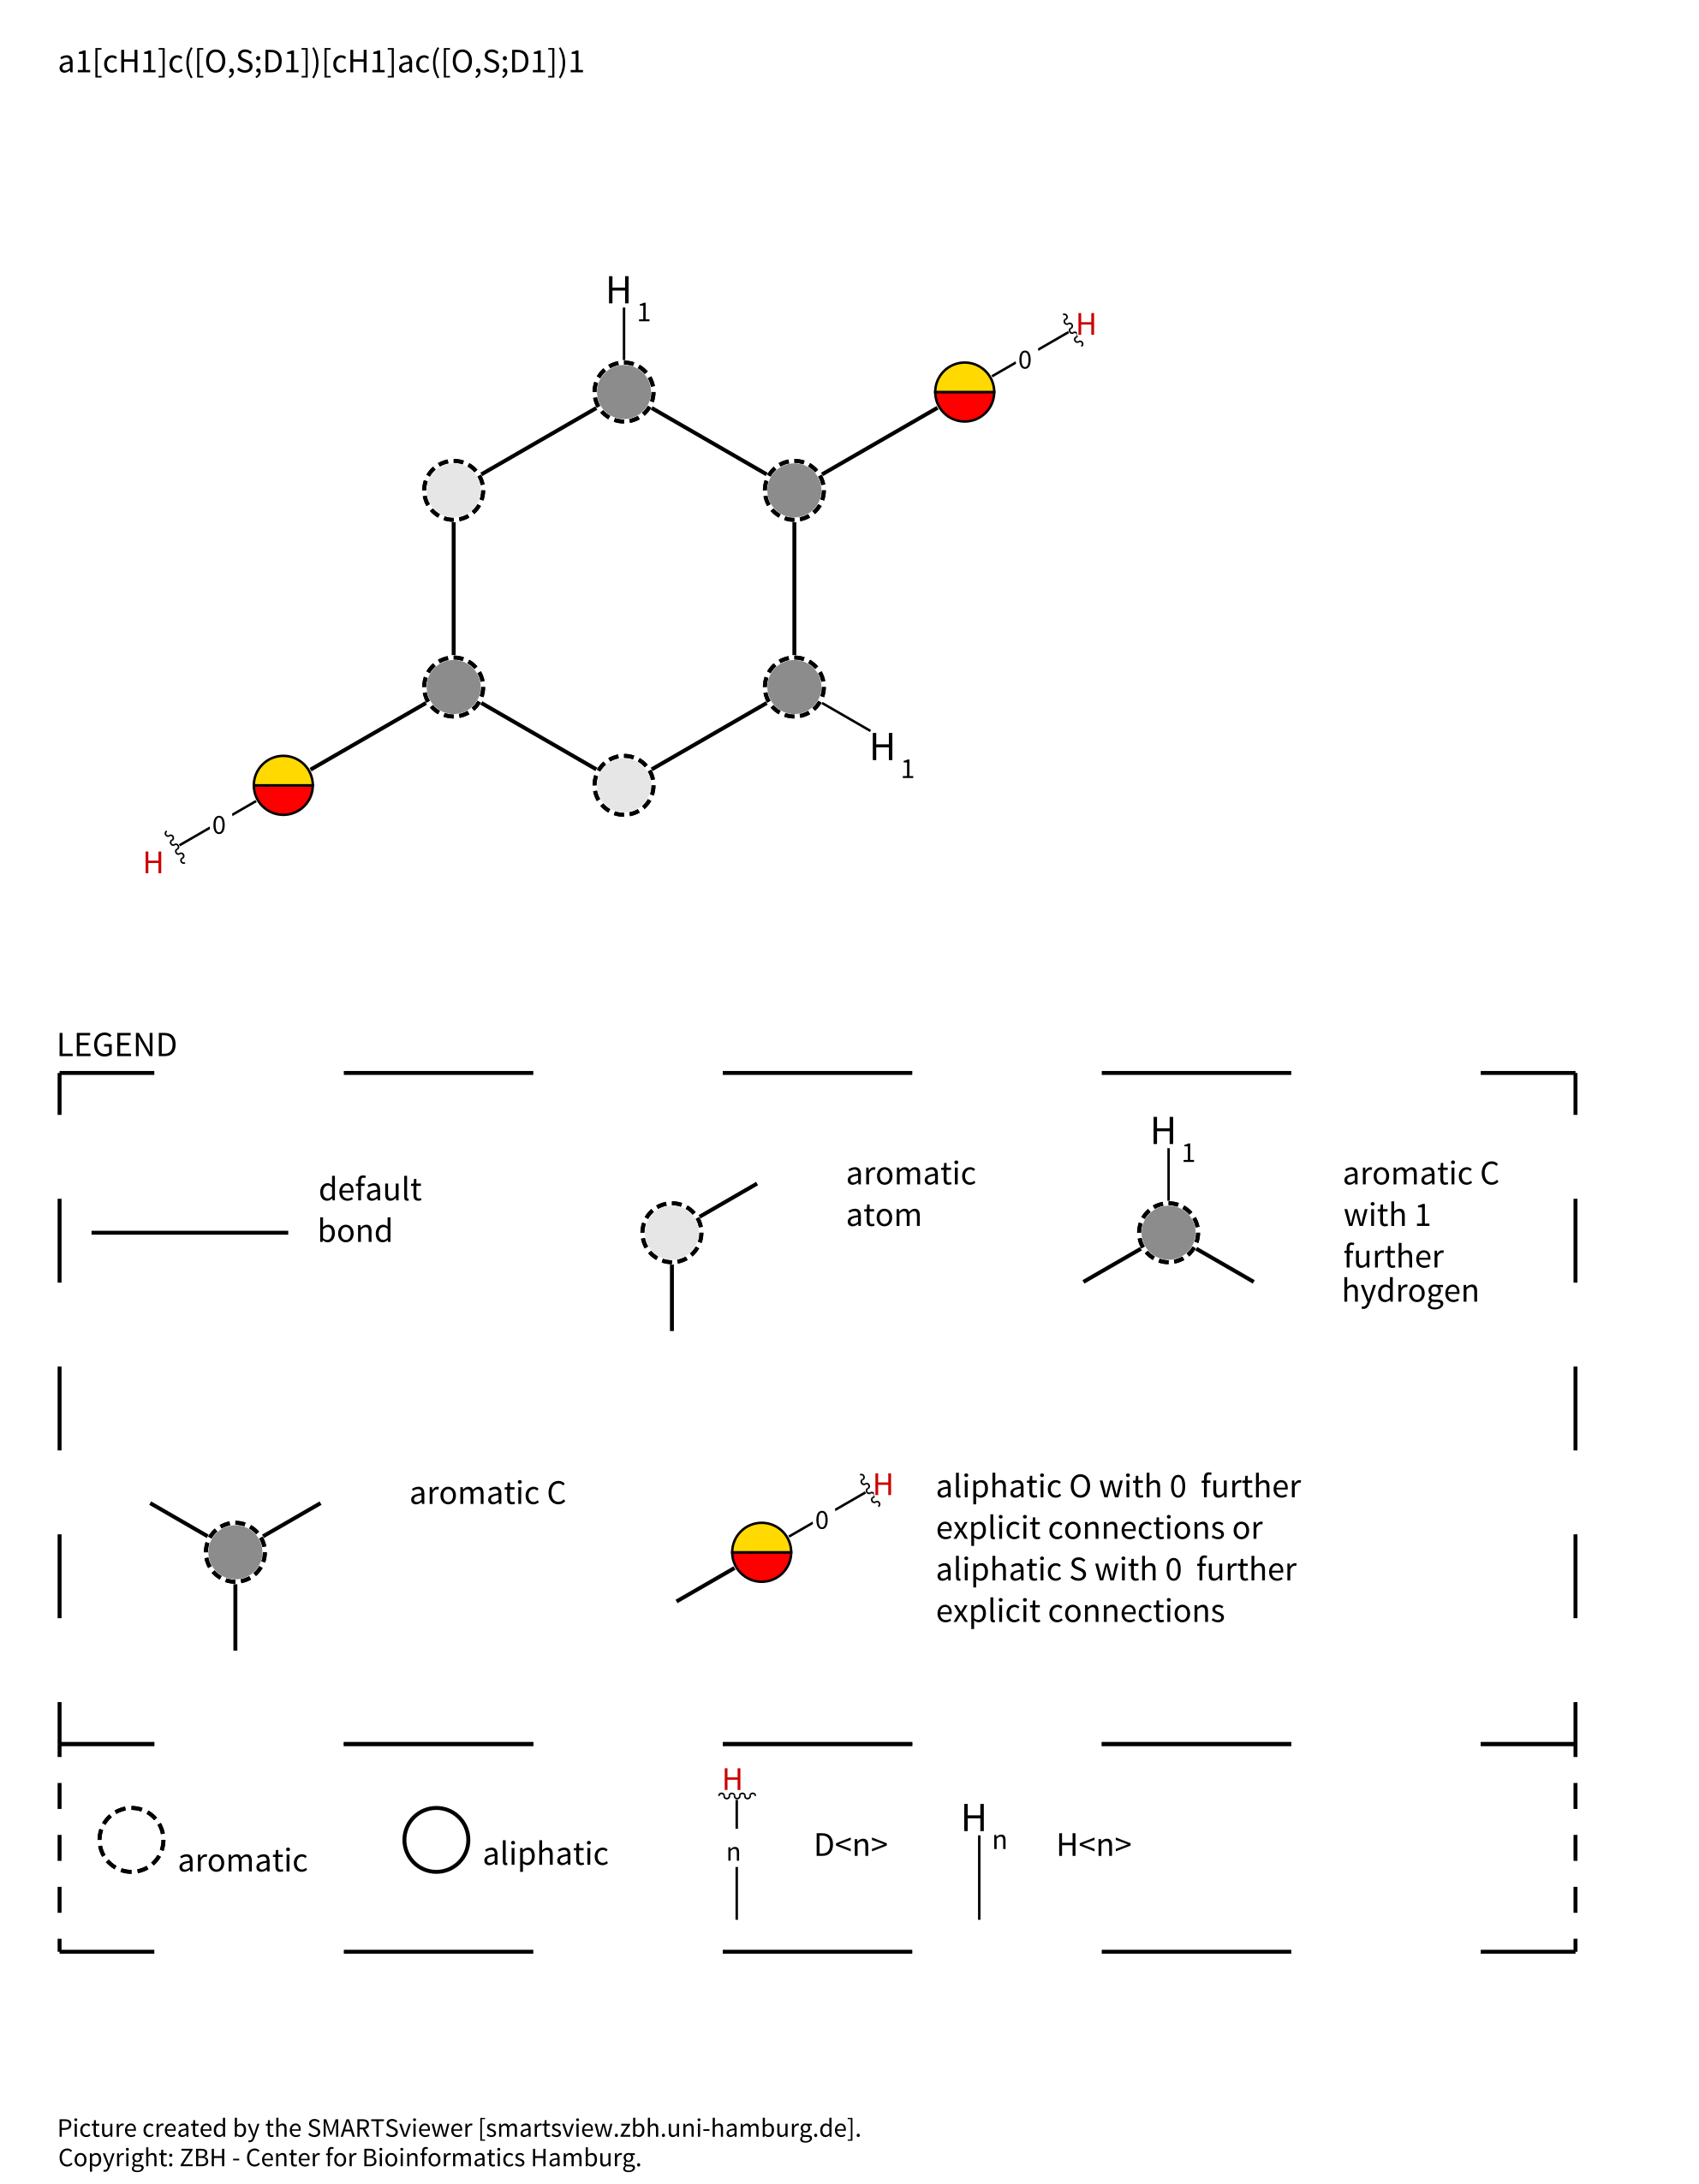 a1[cH1]c([O,S;D1])[cH1]ac([O,S;D1])1
H
1
H
0
H
1
0
H
LEGEND
default
bond
aromatic
atom
H
1
aromatic C
with 1
further
hydrogen
aromatic C
0
H
aliphatic O with 0 further
explicit connections or
aliphatic S with 0 further
explicit connections
aromatic
aliphatic
H
n
D<n>
H
n
H<n>
Picture created by the SMARTSviewer [smartsview.zbh.uni-hamburg.de].
Copyright: ZBH - Center for Bioinformatics Hamburg.